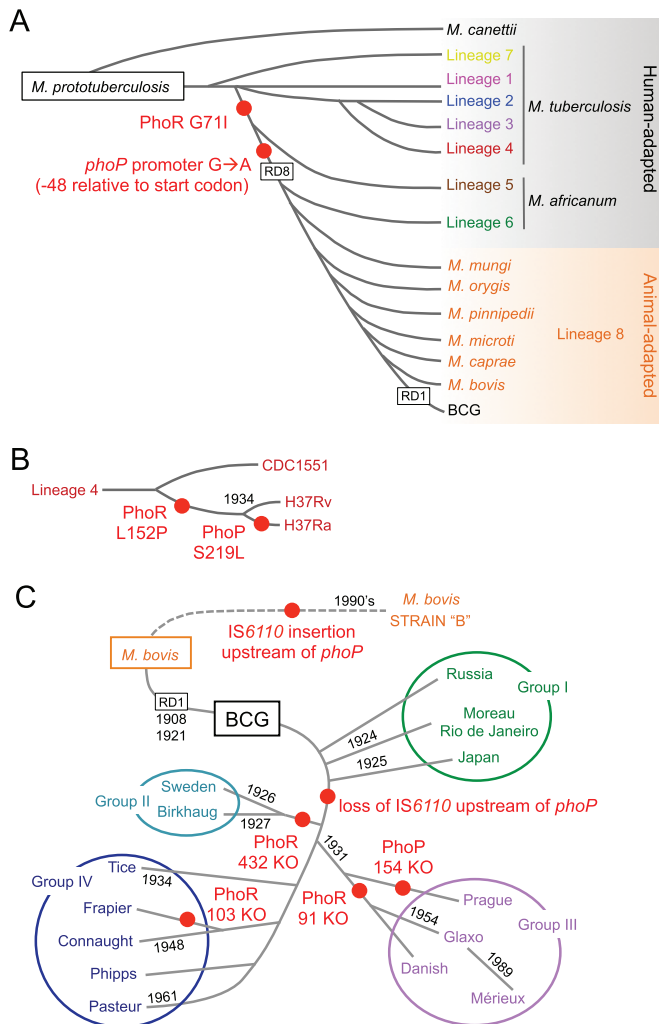 A
M. canettii
Lineage 7
M. prototuberculosis
Lineage 1
Lineage 2
M. tuberculosis
Lineage 3
Lineage 4
Human-adapted
PhoR G71I
phoP promoter G→A
(-48 relative to start codon)
RD8
Lineage 5
M. africanum
Lineage 6
M. mungi
M. orygis
M. pinnipedii
Lineage 8
M. microti
M. caprae
M. bovis
Animal-adapted
RD1
BCG
B
Lineage 4
CDC1551
1934
H37Rv
H37Ra
PhoR
L152P
PhoP
S219L
C
1990's
M. bovis
STRAIN "B"
IS6110 insertion
upstream of phoP
M. bovis
RD1
1908
1921
BCG
Russia
Group I
Moreau
Rio de Janeiro
1924
Japan
1925
loss of IS6110 upstream of phoP
Group II
Sweden
Birkhaug
1926
1927
PhoR
432 KO
1931
PhoP
154 KO
PhoR
91 KO
Prague
Group III
1954
Glaxo
Danish
1989
Mérieux
Group IV
Tice
1934
PhoR
103 KO
Frapier
Connaught
1948
Phipps
Pasteur
1961